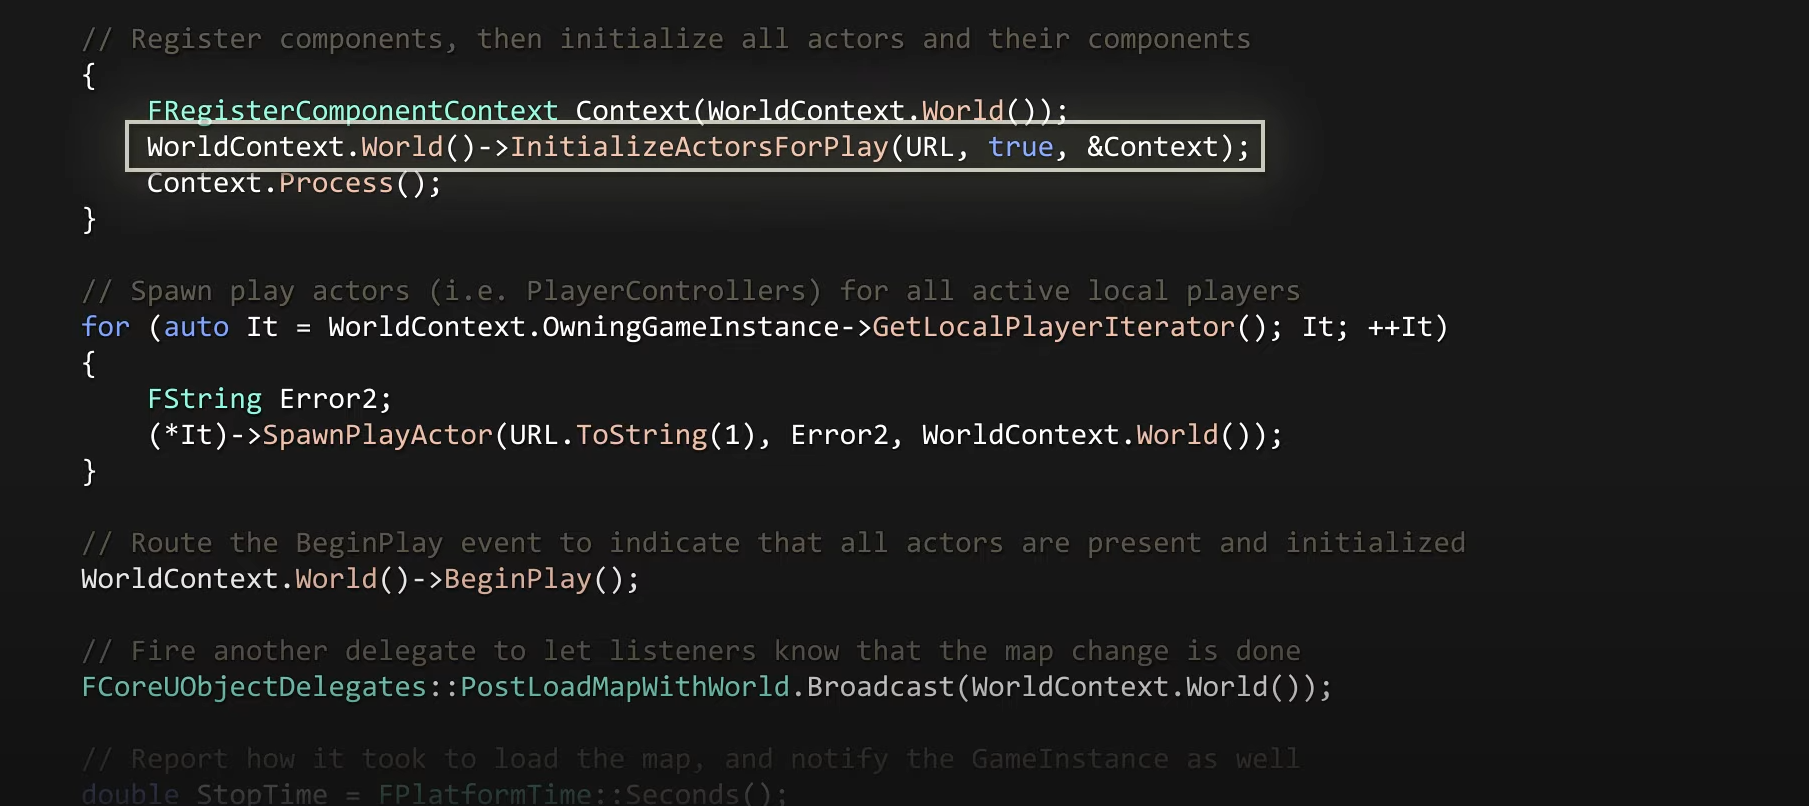 // Register components, then initialize all actors and their components
{
    FRegisterComponentContext Context(WorldContext.World());
    WorldContext.World()->InitializeActorsForPlay(URL, true, &Context);
    Context.Process();
}

// Spawn play actors (i.e. PlayerControllers) for all active local players
for (auto It = WorldContext.OwningGameInstance->GetLocalPlayerIterator(); It; ++It)
{
    FString Error2;
    (*It)->SpawnPlayActor(URL.ToString(1), Error2, WorldContext.World());
}

// Route the BeginPlay event to indicate that all actors are present and initialized
WorldContext.World()->BeginPlay();

// Fire another delegate to let listeners know that the map change is done
FCoreUObjectDelegates::PostLoadMapWithWorld.Broadcast(WorldContext.World());

// Report how it took to load the map, and notify the GameInstance as well
double StopTime = FPlatformTime::Seconds();